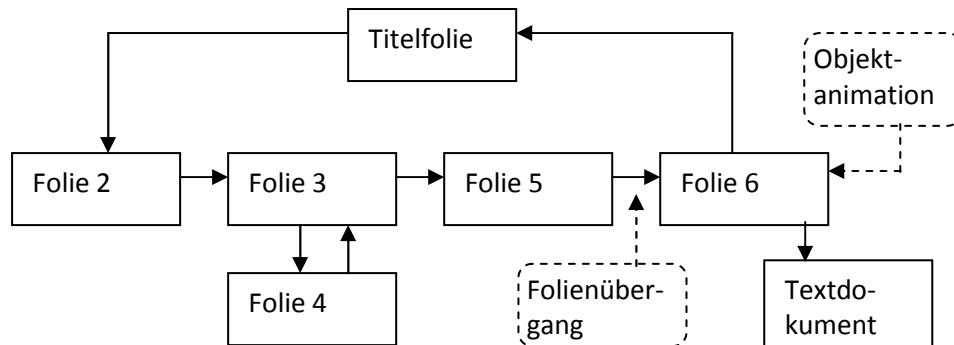 Titelfolie
Objekt-
animation
Folie 2
Folie 3
Folie 5
Folie 6
Folie 4
Folienüber-
gang
Textdo-
kument